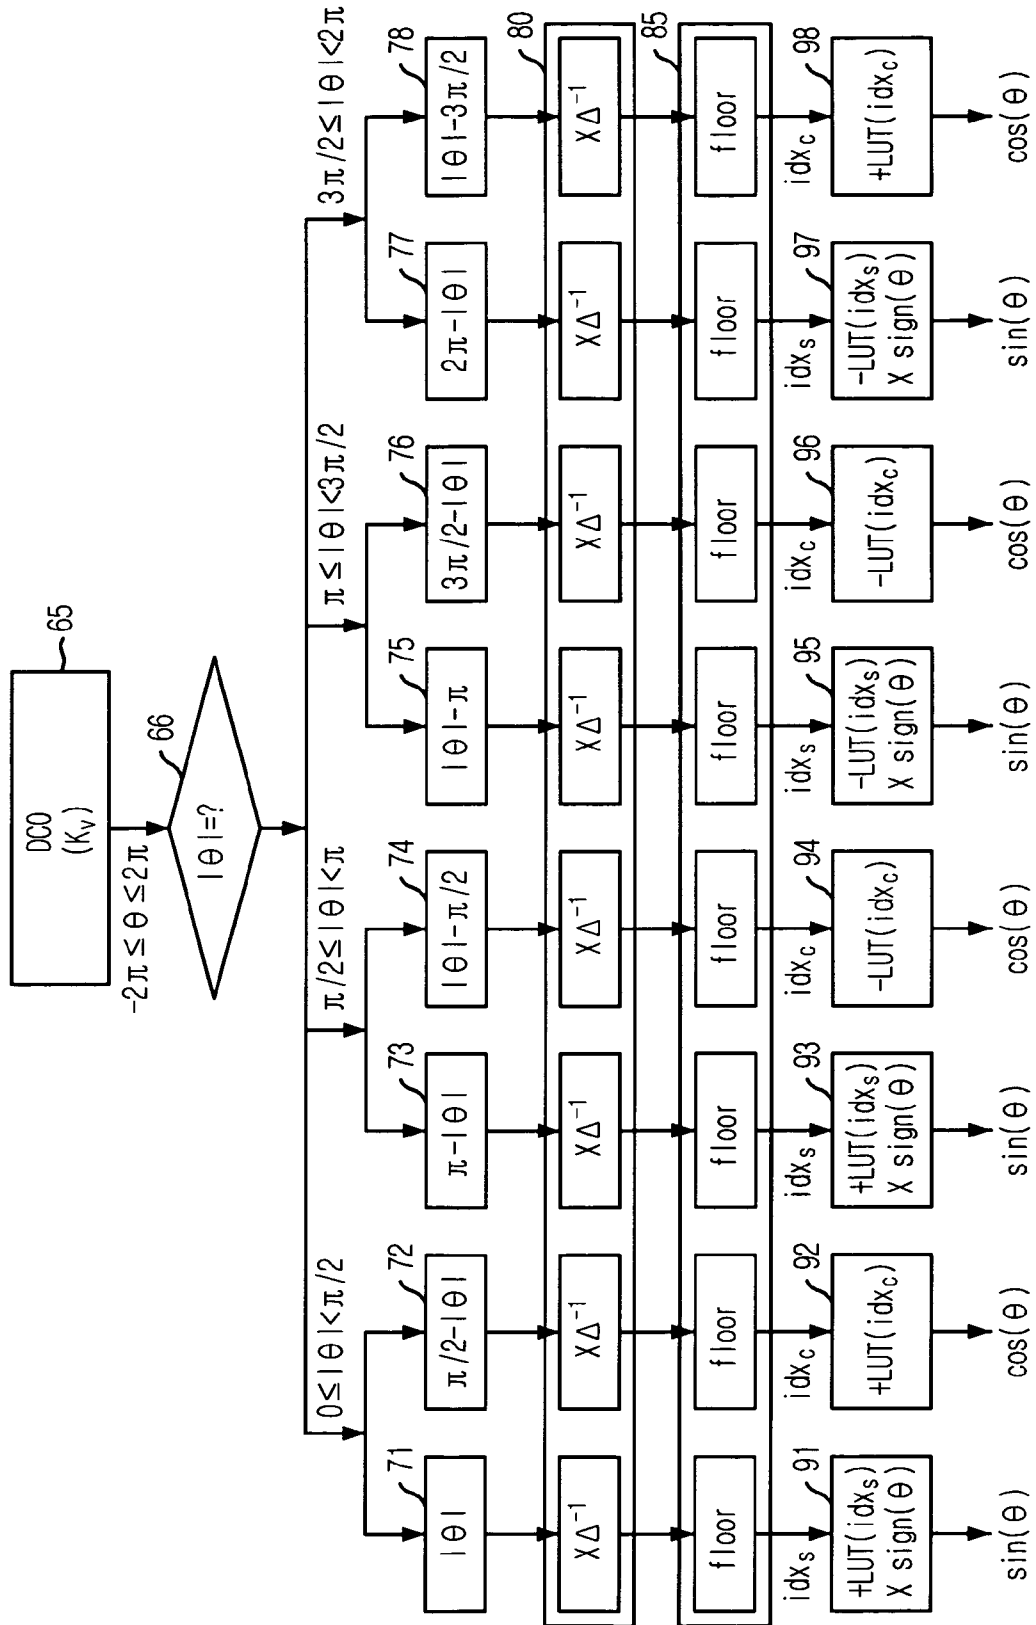 DCO
(Kv)
65
-2π ≤ θ ≤ 2π
|θ|=?
66
0 ≤ |θ| < π/2
π/2 ≤ |θ| < π
π ≤ |θ| < 3π/2
3π/2 ≤ |θ| < 2π
|θ|
71
π/2-|θ|
72
π-|θ|
73
|θ|-π/2
74
|θ|-π
75
3π/2-|θ|
76
2π-|θ|
77
|θ|-3π/2
78
XΔ⁻¹
XΔ⁻¹
XΔ⁻¹
XΔ⁻¹
XΔ⁻¹
XΔ⁻¹
XΔ⁻¹
XΔ⁻¹
80
floor
floor
floor
floor
floor
floor
floor
floor
85
idxs
idxc
idxs
idxc
idxs
idxc
idxs
idxc
+LUT(idxs)
X sign(θ)
91
+LUT(idxc)
92
+LUT(idxs)
X sign(θ)
93
-LUT(idxc)
94
-LUT(idxs)
X sign(θ)
95
-LUT(idxc)
96
-LUT(idxs)
X sign(θ)
97
+LUT(idxc)
98
sin(θ)
cos(θ)
sin(θ)
cos(θ)
sin(θ)
cos(θ)
sin(θ)
cos(θ)